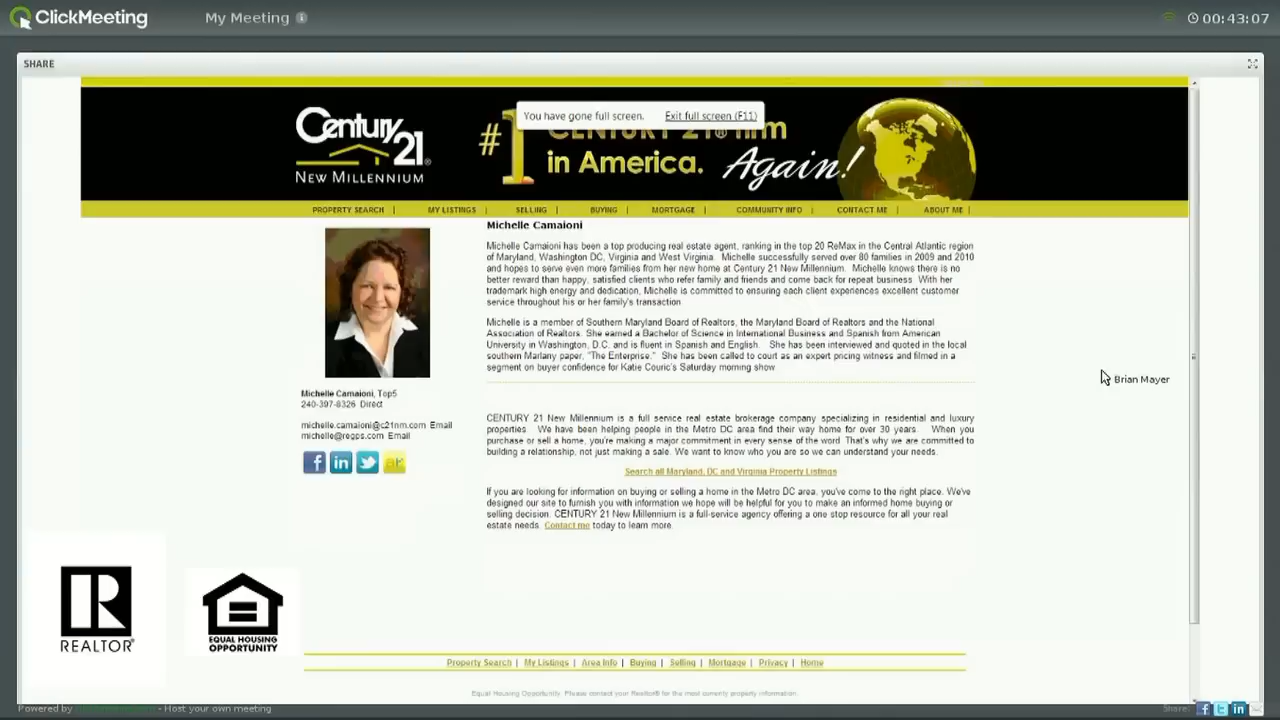 ClickMeeting
My Meeting
00:43:07
SHARE
Century 21
NEW MILLENNIUM
You have gone full screen. Exit full screen (F11)
#1 CENTURY 21® firm
in America. Again!
PROPERTY SEARCH | MY LISTINGS | SELLING | BUYING | MORTGAGE | COMMUNITY INFO | CONTACT ME | ABOUT ME |
Michelle Camaioni
Michelle Camaioni has been a top producing real estate agent, ranking in the top 20 ReMax in the Central Atlantic region
of Maryland, Washington DC, Virginia and West Virginia. Michelle successfully served over 80 families in 2009 and 2010
and hopes to serve even more families from her new home at Century 21 New Millennium. Michelle knows there is no
better reward than happy, satisfied clients who refer family and friends and come back for repeat business With her
trademark high energy and dedication, Michelle is committed to ensuring each client experiences excellent customer
service throughout his or her family's transaction
Michelle is a member of Southern Maryland Board of Realtors, the Maryland Board of Realtors and the National
Association of Realtors. She earned a Bachelor of Science in International Business and Spanish from American
University in Washington, D.C. and is fluent in Spanish and English. She has been interviewed and quoted in the local
southern Marlany paper, "The Enterprise." She has been called to court as an expert pricing witness and filmed in a
segment on buyer confidence for Katie Couric's Saturday morning show
Brian Mayer
Michelle Camaioni, Top5
240-397-8326 Direct
michelle.camaioni@c21nm.com Email
michelle@regps.com Email
CENTURY 21 New Millennium is a full service real estate brokerage company specializing in residential and luxury
properties We have been helping people in the Metro DC area find their way home for over 30 years. When you
purchase or sell a home, you're making a major commitment in every sense of the word. That's why we are committed to
building a relationship, not just making a sale. We want to know who you are so we can understand your needs.
Search all Maryland, DC and Virginia Property Listings
If you are looking for information on buying or selling a home in the Metro DC area, you've come to the right place. We've
designed our site to furnish you with information we hope will be helpful for you to make an informed home buying or
selling decision. CENTURY 21 New Millennium is a full-service agency offering a one stop resource for all your real
estate needs. Contact me today to learn more.
REALTOR®
EQUAL HOUSING
OPPORTUNITY
Property Search | My Listings | Area Info | Buying | Selling | Mortgage | Privacy | Home
Equal Housing Opportunity. Please contact your Realtor® for the most currently property information.
Powered by - Host your own meeting
Share: